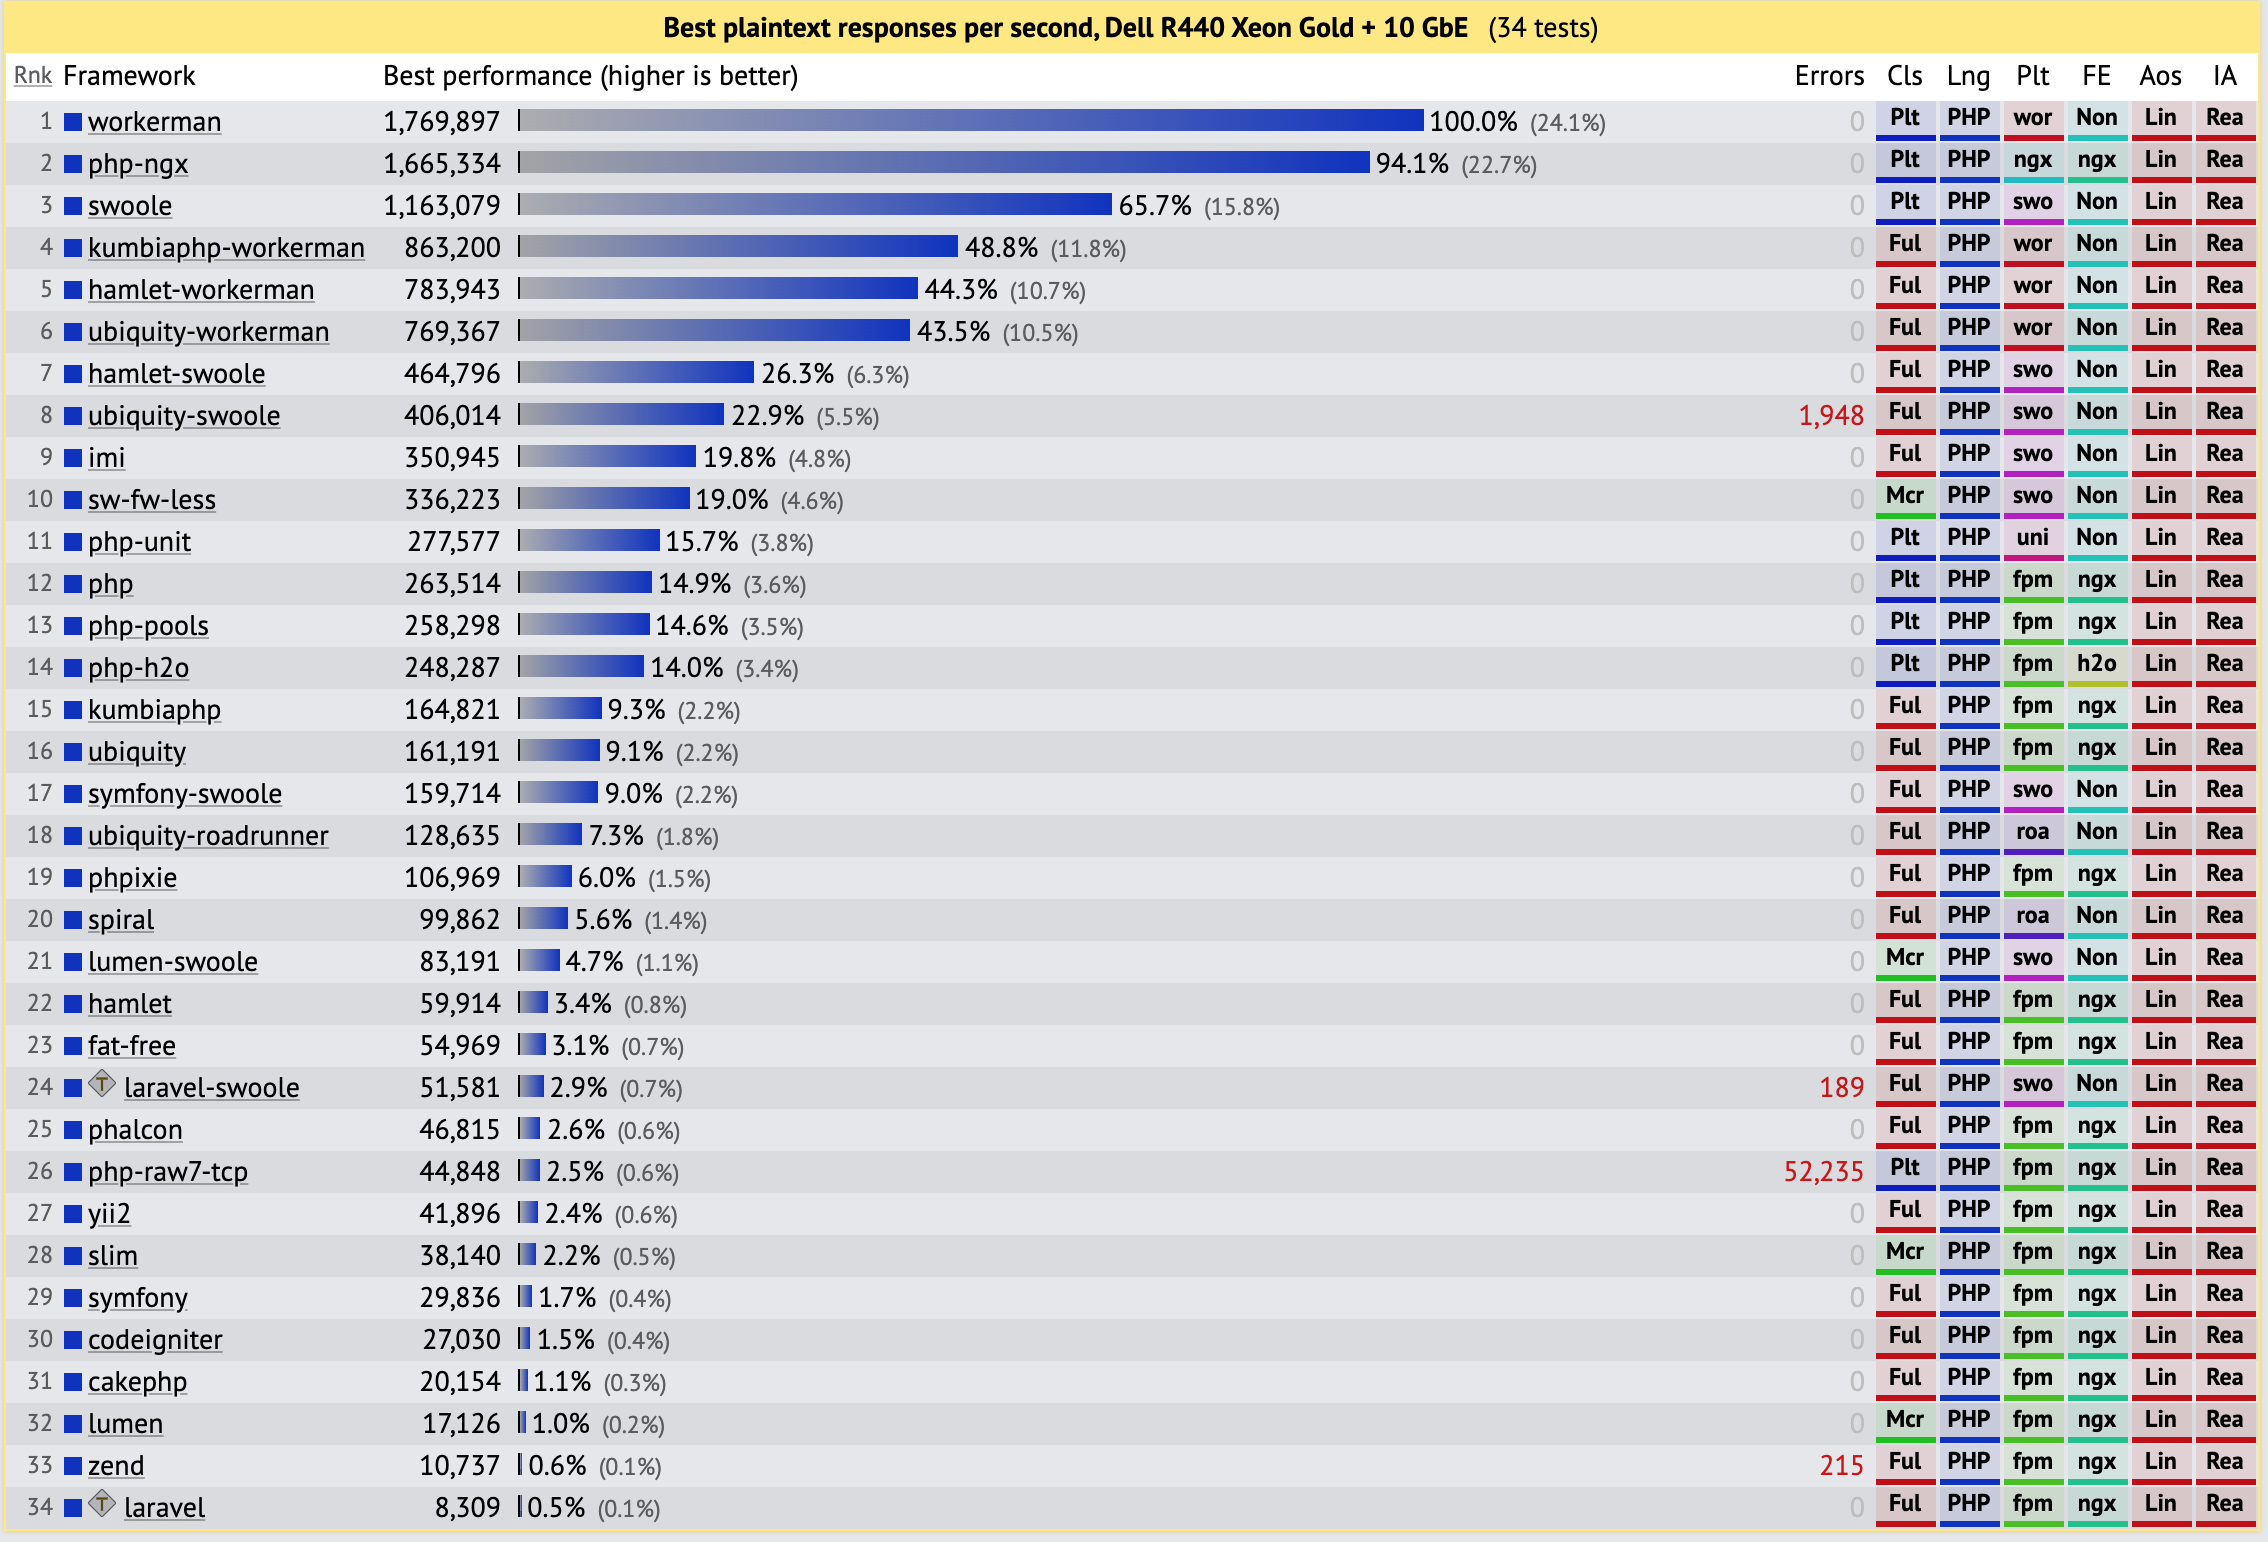 Best plaintext responses per second, Dell R440 Xeon Gold + 10 GbE (34 tests)
Rnk Framework Best performance (higher is better) Errors Cls Lng Plt FE Aos IA
1 workerman 1,769,897 100.0% (24.1%) 0 Plt PHP wor Non Lin Rea
2 php-ngx 1,665,334 94.1% (22.7%) 0 Plt PHP ngx ngx Lin Rea
3 swoole 1,163,079 65.7% (15.8%) 0 Plt PHP swo Non Lin Rea
4 kumbiaphp-workerman 863,200 48.8% (11.8%) 0 Ful PHP wor Non Lin Rea
5 hamlet-workerman 783,943 44.3% (10.7%) 0 Ful PHP wor Non Lin Rea
6 ubiquity-workerman 769,367 43.5% (10.5%) 0 Ful PHP wor Non Lin Rea
7 hamlet-swoole 464,796 26.3% (6.3%) 0 Ful PHP swo Non Lin Rea
8 ubiquity-swoole 406,014 22.9% (5.5%) 1,948 Ful PHP swo Non Lin Rea
9 imi 350,945 19.8% (4.8%) 0 Ful PHP swo Non Lin Rea
10 sw-fw-less 336,223 19.0% (4.6%) 0 Mcr PHP swo Non Lin Rea
11 php-unit 277,577 15.7% (3.8%) 0 Plt PHP uni Non Lin Rea
12 php 263,514 14.9% (3.6%) 0 Plt PHP fpm ngx Lin Rea
13 php-pools 258,298 14.6% (3.5%) 0 Plt PHP fpm ngx Lin Rea
14 php-h2o 248,287 14.0% (3.4%) 0 Plt PHP fpm h2o Lin Rea
15 kumbiaphp 164,821 9.3% (2.2%) 0 Ful PHP fpm ngx Lin Rea
16 ubiquity 161,191 9.1% (2.2%) 0 Ful PHP fpm ngx Lin Rea
17 symfony-swoole 159,714 9.0% (2.2%) 0 Ful PHP swo Non Lin Rea
18 ubiquity-roadrunner 128,635 7.3% (1.8%) 0 Ful PHP roa Non Lin Rea
19 phpixie 106,969 6.0% (1.5%) 0 Ful PHP fpm ngx Lin Rea
20 spiral 99,862 5.6% (1.4%) 0 Ful PHP roa Non Lin Rea
21 lumen-swoole 83,191 4.7% (1.1%) 0 Mcr PHP swo Non Lin Rea
22 hamlet 59,914 3.4% (0.8%) 0 Ful PHP fpm ngx Lin Rea
23 fat-free 54,969 3.1% (0.7%) 0 Ful PHP fpm ngx Lin Rea
24 T laravel-swoole 51,581 2.9% (0.7%) 189 Ful PHP swo Non Lin Rea
25 phalcon 46,815 2.6% (0.6%) 0 Ful PHP fpm ngx Lin Rea
26 php-raw7-tcp 44,848 2.5% (0.6%) 52,235 Plt PHP fpm ngx Lin Rea
27 yii2 41,896 2.4% (0.6%) 0 Ful PHP fpm ngx Lin Rea
28 slim 38,140 2.2% (0.5%) 0 Mcr PHP fpm ngx Lin Rea
29 symfony 29,836 1.7% (0.4%) 0 Ful PHP fpm ngx Lin Rea
30 codeigniter 27,030 1.5% (0.4%) 0 Ful PHP fpm ngx Lin Rea
31 cakephp 20,154 1.1% (0.3%) 0 Ful PHP fpm ngx Lin Rea
32 lumen 17,126 1.0% (0.2%) 0 Mcr PHP fpm ngx Lin Rea
33 zend 10,737 0.6% (0.1%) 215 Ful PHP fpm ngx Lin Rea
34 T laravel 8,309 0.5% (0.1%) 0 Ful PHP fpm ngx Lin Rea